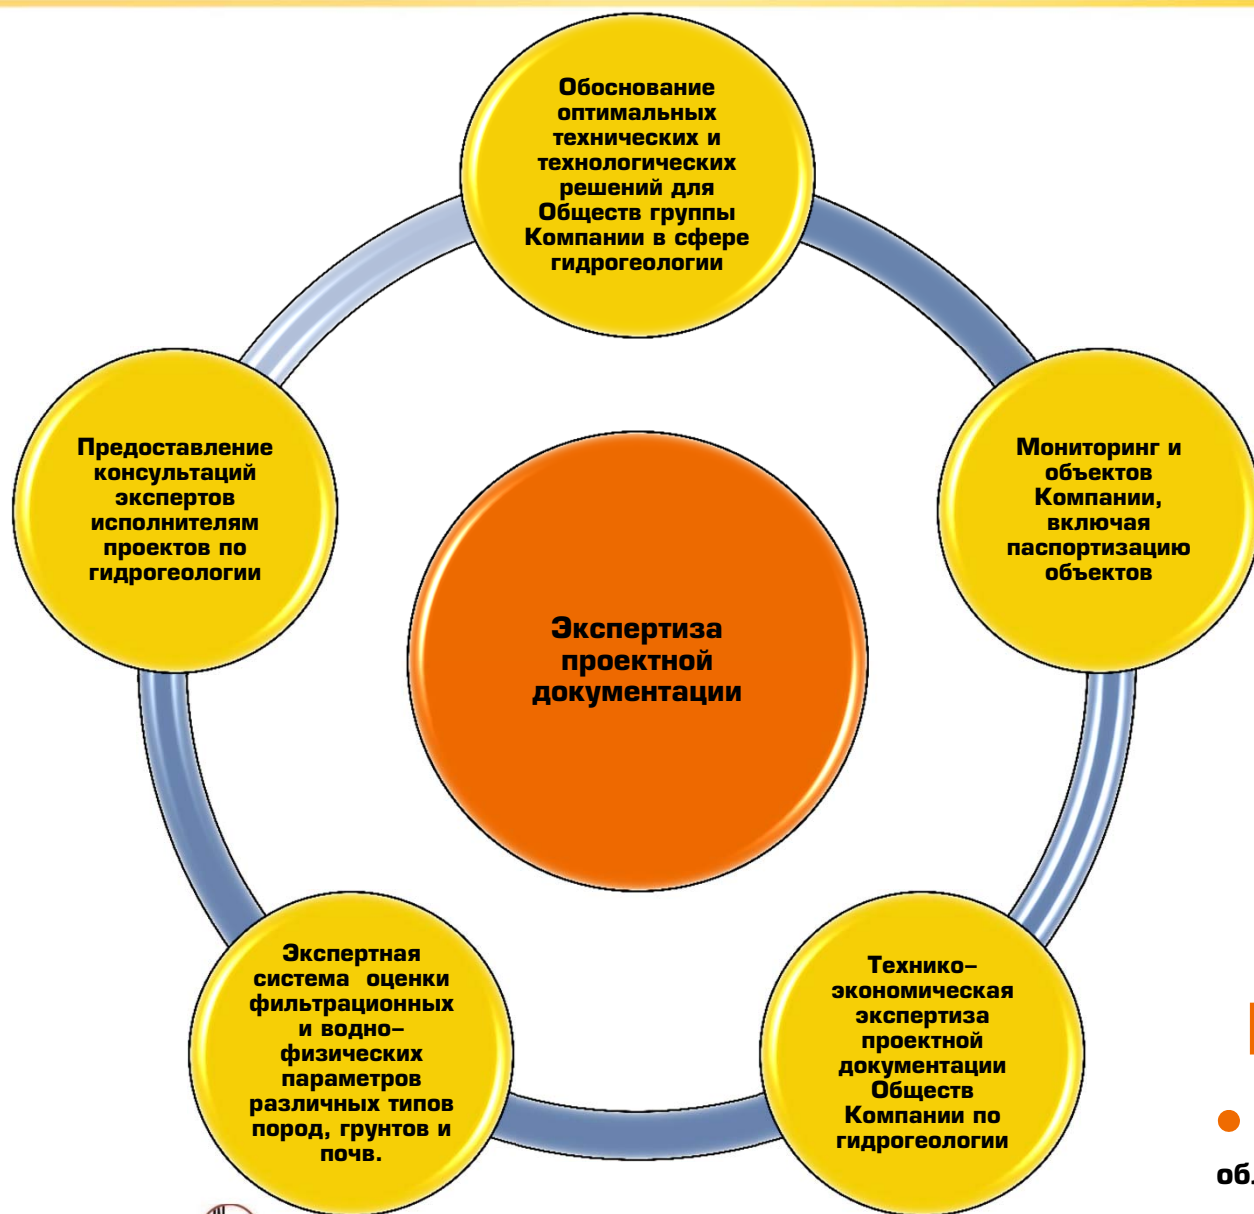 Обоснование
оптимальных
технических и
технологических
решений для
Обществ группы
Компании в сфере
гидрогеологии
Предоставление
консультаций
экспертов
исполнителям
проектов по
гидрогеологии
Мониторинг и
объектов
Компании,
включая
паспортизацию
объектов
Экспертиза
проектной
документации
Экспертная
система оценки
фильтрационных
и водно–
физических
параметров
различных типов
пород, грунтов и
почв.
Технико–
экономическая
экспертиза
проектной
документации
Обществ
Компании по
гидрогеологии